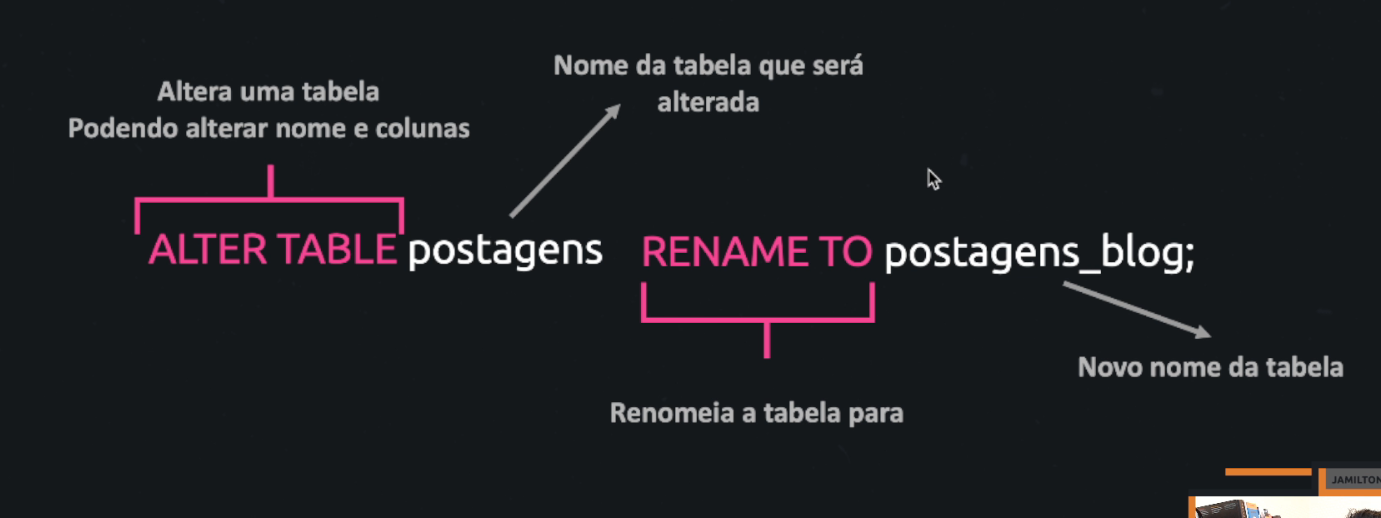 Nome da tabela que será
alterada
Altera uma tabela
Podendo alterar nome e colunas
ALTER TABLE postagens RENAME TO postagens_blog;
Novo nome da tabela
Renomeia a tabela para
JAMILTON